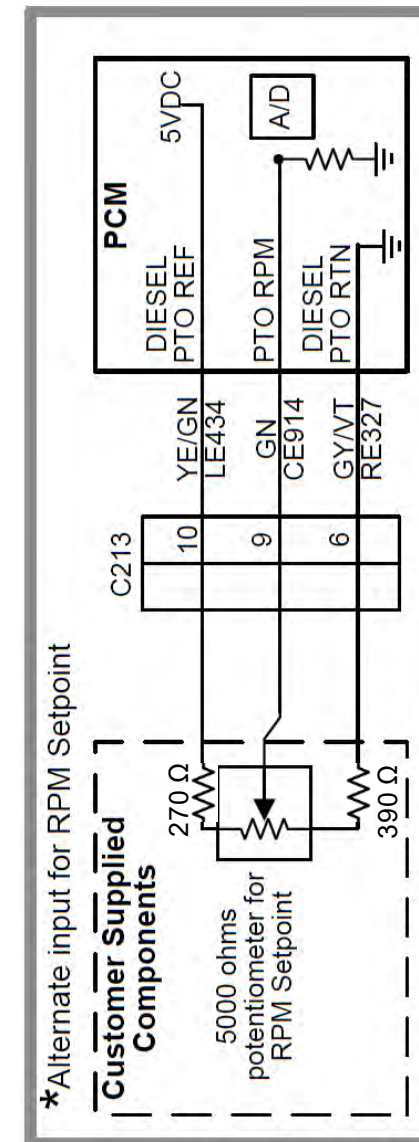 *Alternate input for RPM Setpoint
Customer Supplied
Components
5000 ohms
potentiometer for
RPM Setpoint
270 Ω
390 Ω
C213
10
9
6
YE/GN
LE434
GN
CE914
GY/VT
RE327
PCM
DIESEL
PTO REF
5VDC
PTO RPM
A/D
DIESEL
PTO RTN